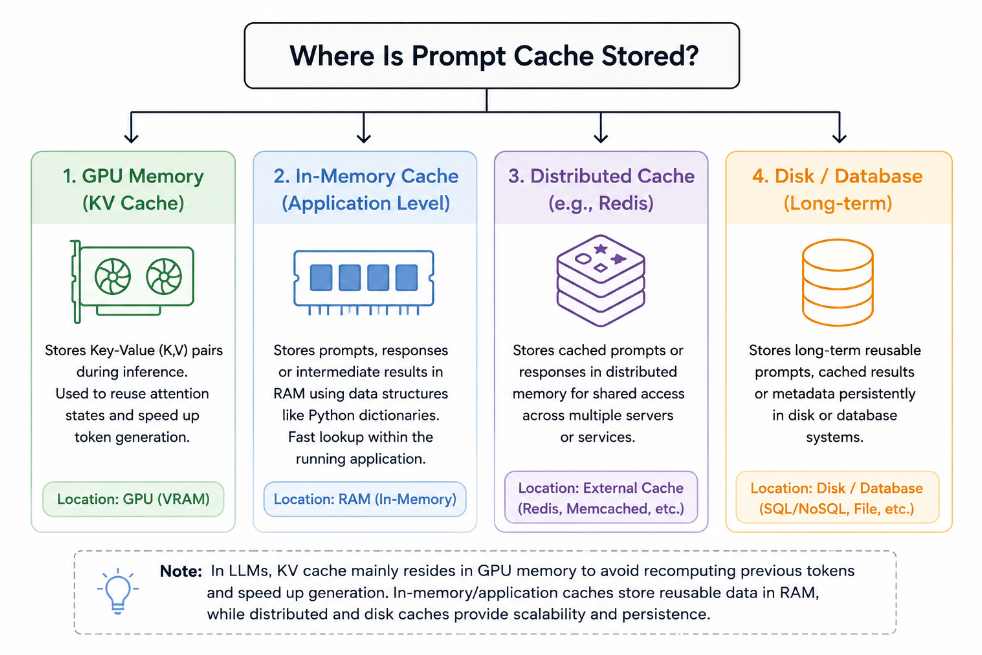 Where Is Prompt Cache Stored?
1. GPU Memory
(KV Cache)
Stores Key-Value (K,V) pairs
during inference.
Used to reuse attention
states and speed up
token generation.
Location: GPU (VRAM)
2. In-Memory Cache
(Application Level)
Stores prompts, responses
or intermediate results in
RAM using data structures
like Python dictionaries.
Fast lookup within the
running application.
Location: RAM (In-Memory)
3. Distributed Cache
(e.g., Redis)
Stores cached prompts or
responses in distributed
memory for shared access
across multiple servers
or services.
Location: External Cache
(Redis, Memcached, etc.)
4. Disk / Database
(Long-term)
Stores long-term reusable
prompts, cached results
or metadata persistently
in disk or database
systems.
Location: Disk / Database
(SQL/NoSQL, File, etc.)
Note: In LLMs, KV cache mainly resides in GPU memory to avoid recomputing previous tokens
and speed up generation. In-memory/application caches store reusable data in RAM,
while distributed and disk caches provide scalability and persistence.